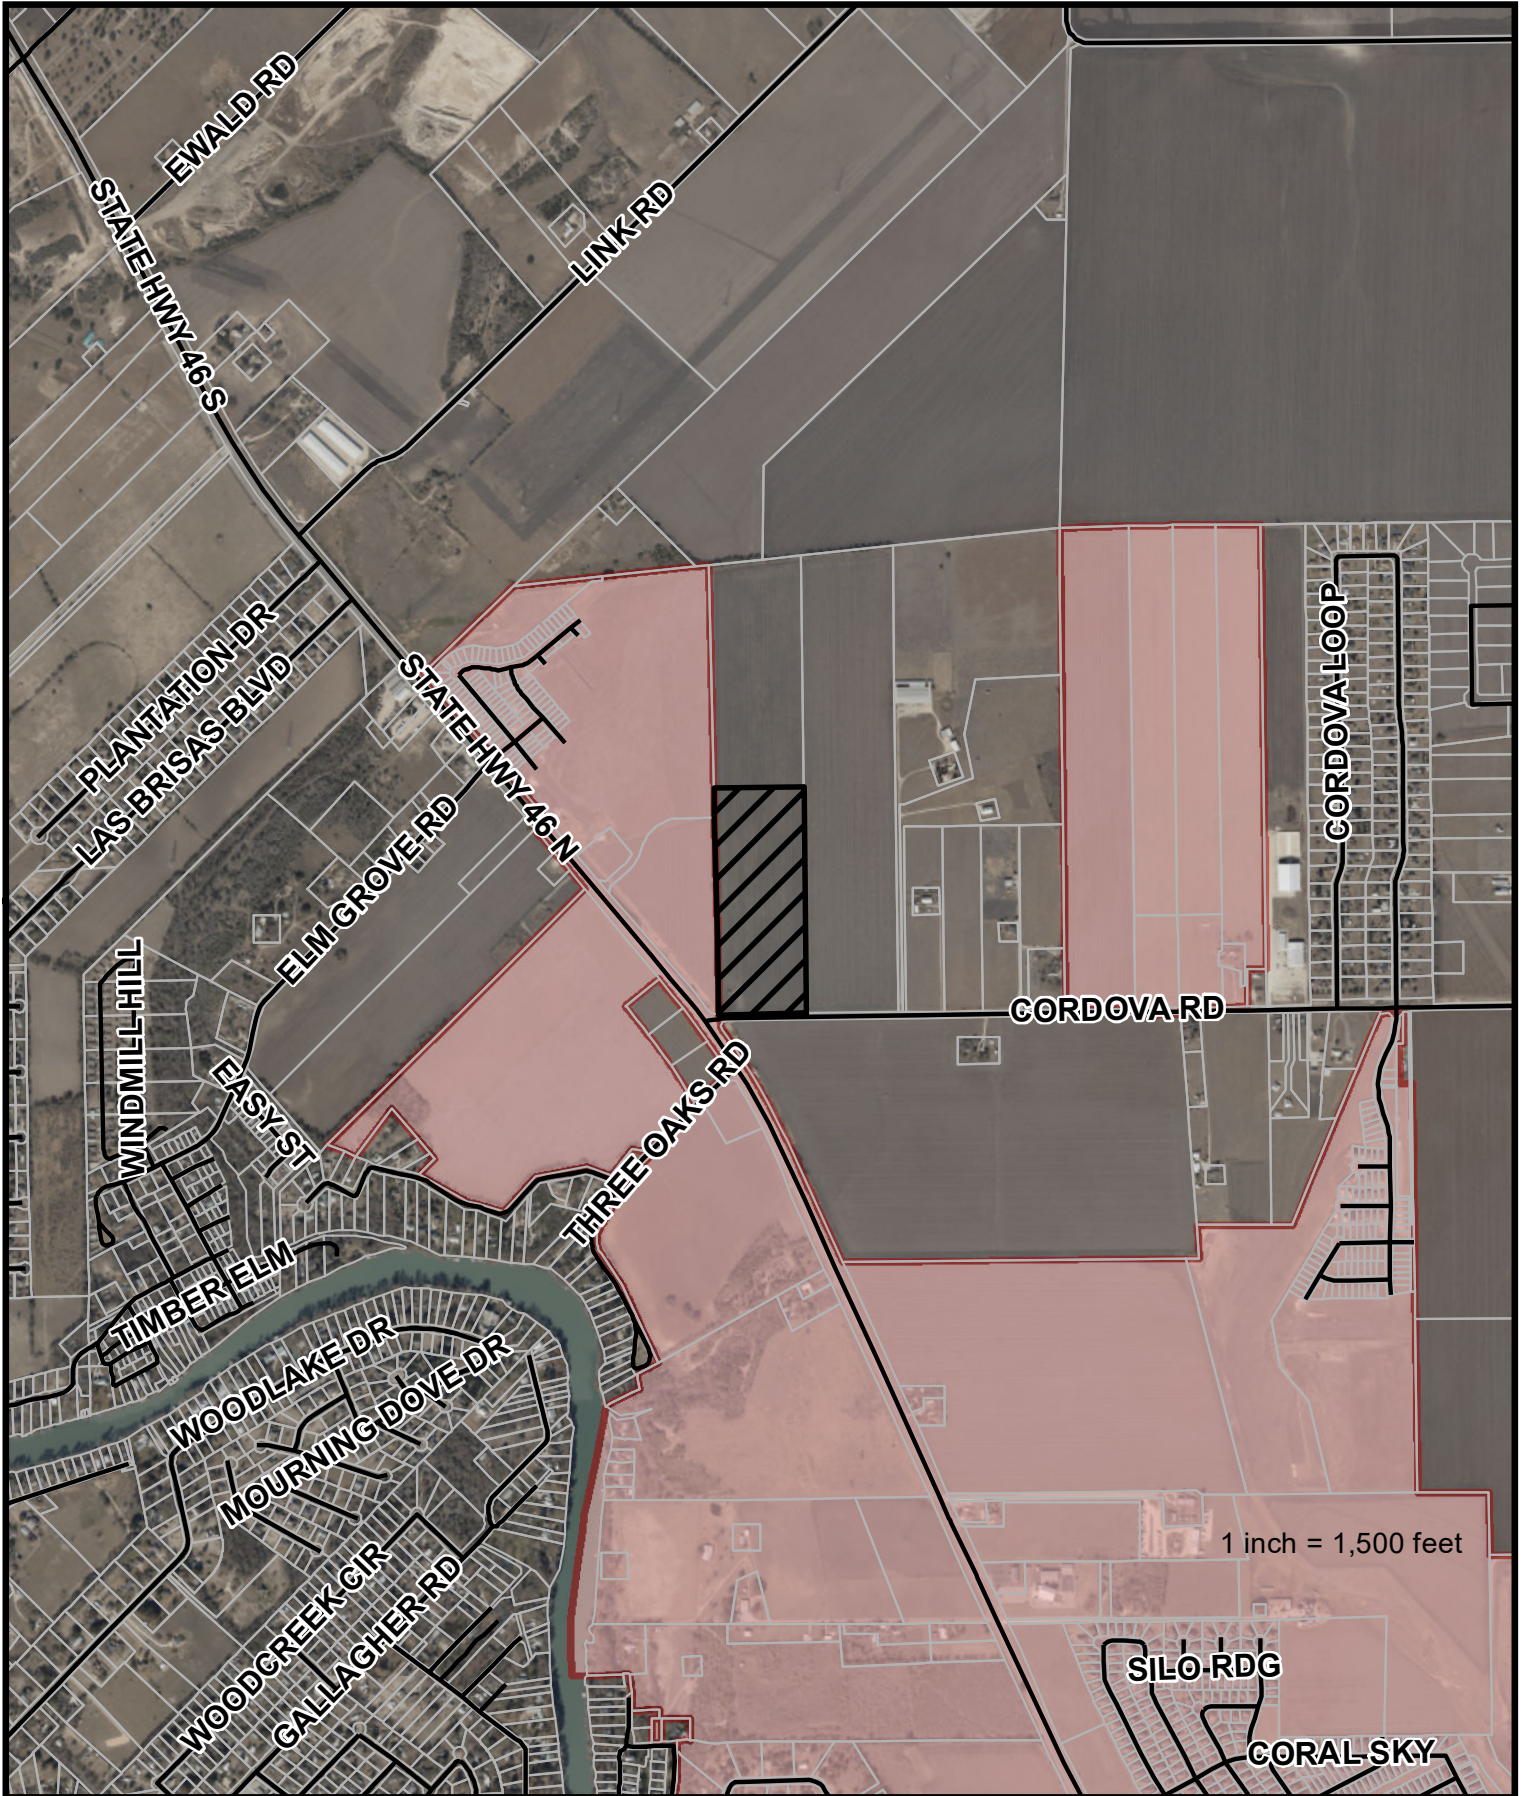 EWALD RD
STATE HWY 46 S
LINK RD
PLANTATION DR
LAS BRISAS BLVD
STATE HWY 46 N
CORDOVA LOOP
ELM GROVE RD
WINDMILL HILL
CORDOVA RD
EASY ST
THREE OAKS RD
TIMBER ELM
WOODLAKE DR
MOURNING DOVE DR
1 inch = 1,500 feet
WOODCREEK CIR
GALLAGHER RD
SILO RDG
CORAL SKY